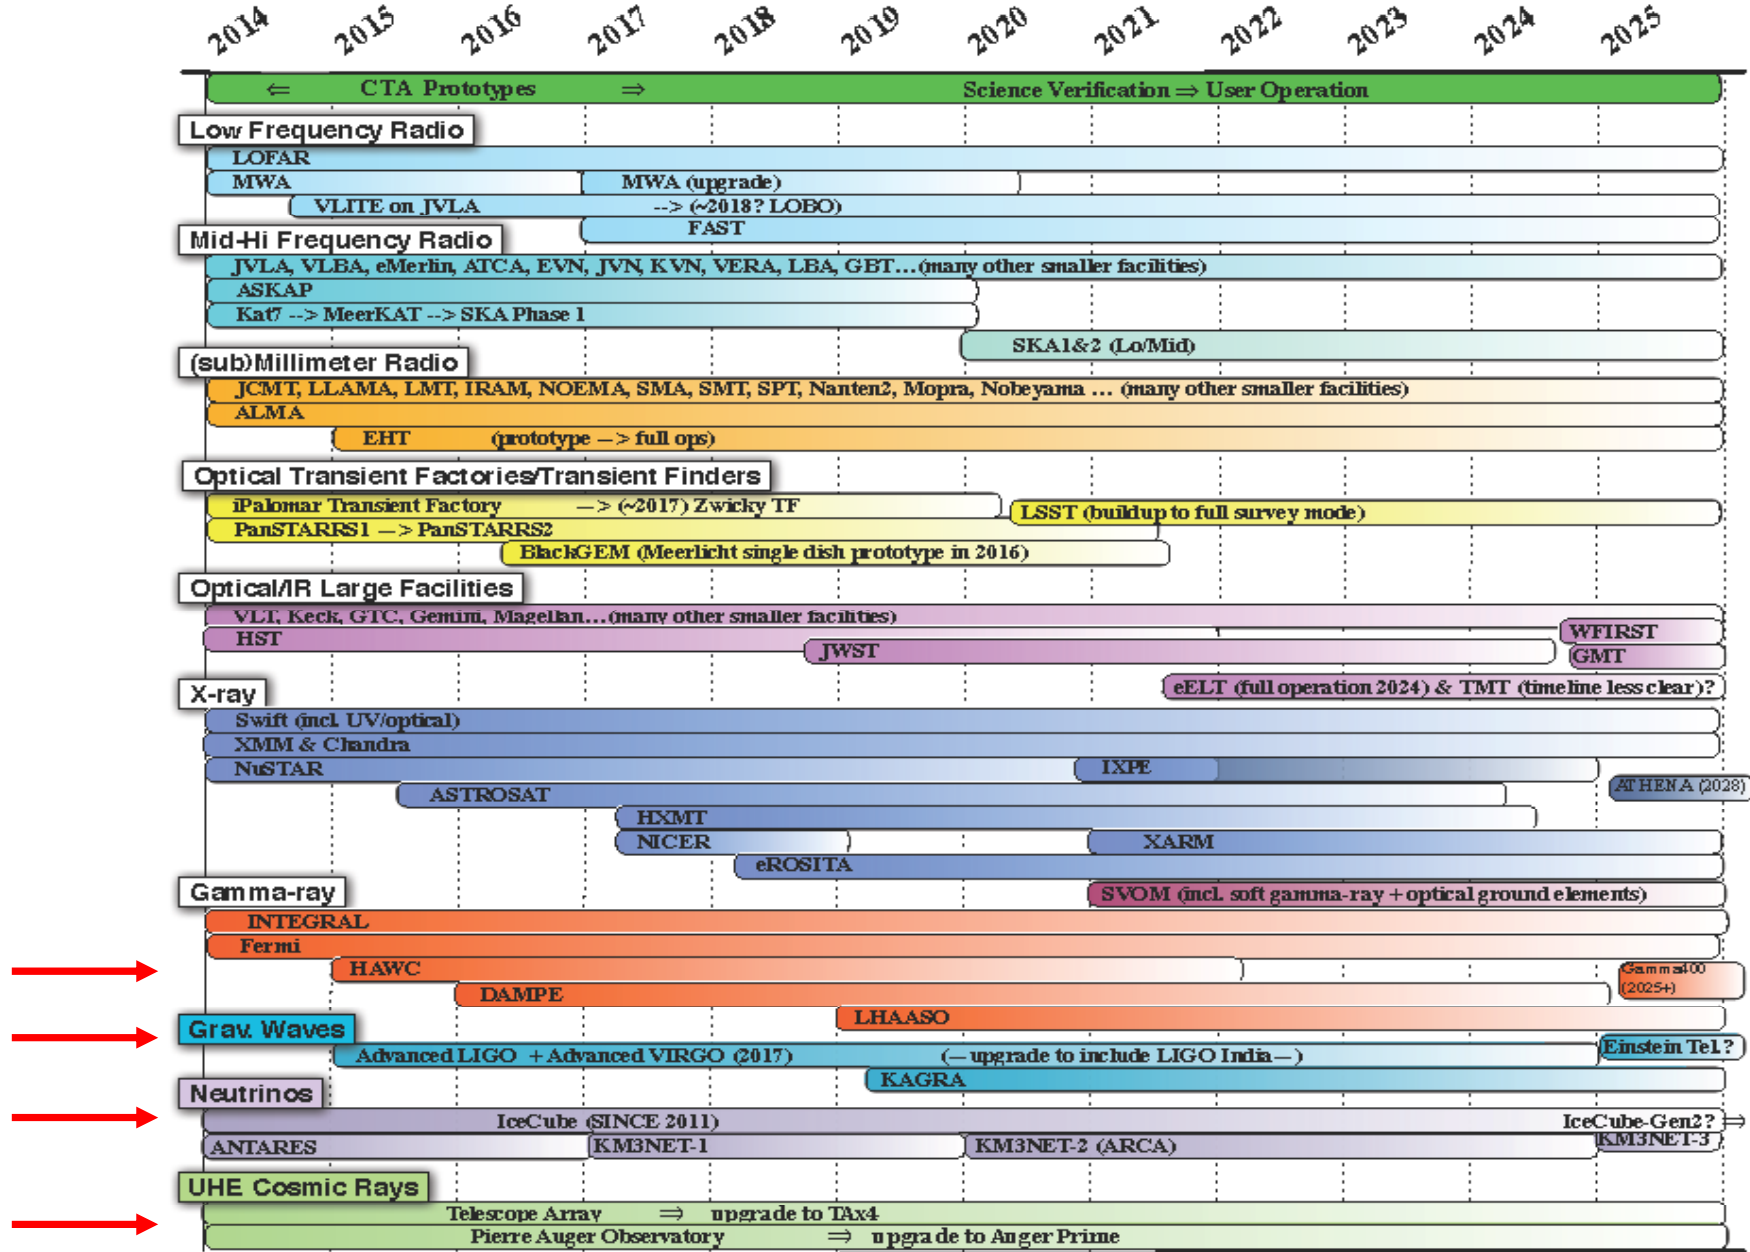 2014 2015 2016 2017 2018 2019 2020 2021 2022 2023 2024 2025
⇐ CTA Prototypes ⇒ Science Verification ⇒ User Operation
Low Frequency Radio
LOFAR
MWA MWA (upgrade)
VLITE on JVLA --> (~2018? LOBO)
FAST
Mid-Hi Frequency Radio
JVLA, VLBA, eMerlin, ATCA, EVN, JVN, KVN, VERA, LBA, GBT...(many other smaller facilities)
ASKAP
Kat7 --> MeerKAT --> SKA Phase 1
SKA1&2 (Lo/Mid)
(sub)Millimeter Radio
JCMT, LLAMA, LMT, IRAM, NOEMA, SMA, SMT, SPT, Nanten2, Mopra, Nobeyama ... (many other smaller facilities)
ALMA
EHT (prototype —> full ops)
Optical Transient Factories/Transient Finders
iPalomar Transient Factory —> (~2017) Zwicky TF
LSST (buildup to full survey mode)
PanSTARRS1 —> PanSTARRS2
BlackGEM (Meerlicht single dish prototype in 2016)
Optical/IR Large Facilities
VLT, Keck, GTC, Gemini, Magellan...(many other smaller facilities)
HST
WFIRST
JWST
GMT
eELT (full operation 2024) & TMT (timeline less clear)?
X-ray
Swift (incl. UV/optical)
XMM & Chandra
NuSTAR IXPE
ATHENA (2028)
ASTROSAT
HXMT
NICER XARM
eROSITA
Gamma-ray
SVOM (incl. soft gamma-ray + optical ground elements)
INTEGRAL
Fermi
HAWC
Gamma400
(2025+)
DAMPE
LHAASO
Grav. Waves
Advanced LIGO + Advanced VIRGO (2017) (—upgrade to include LIGO India—)
Einstein Tel.?
KAGRA
Neutrinos
IceCube (SINCE 2011) IceCube-Gen2? ⇒
ANTARES KM3NET-1 KM3NET-2 (ARCA) KM3NET-3
UHE Cosmic Rays
Telescope Array ⇒ upgrade to TAx4
Pierre Auger Observatory ⇒ upgrade to Auger Prime